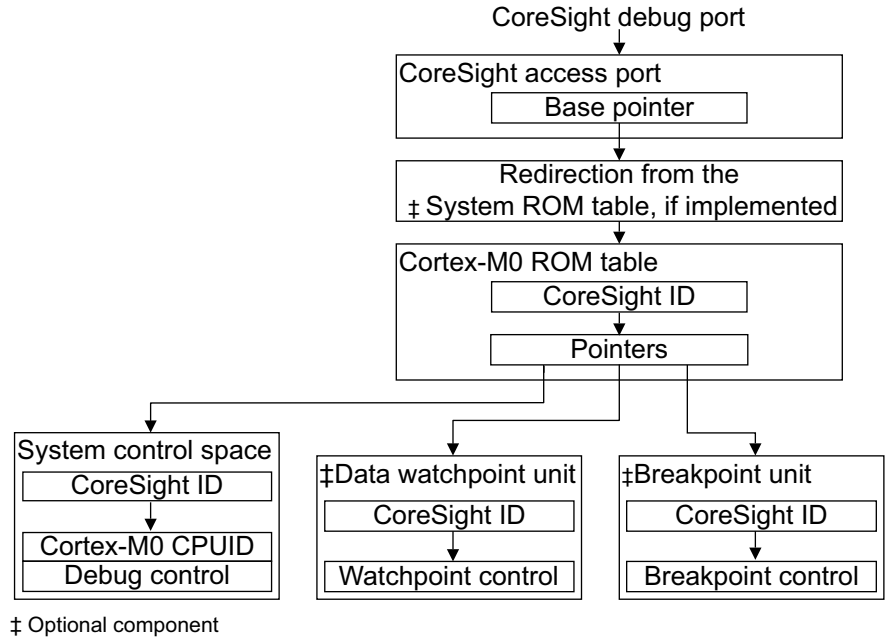 CoreSight debug port
CoreSight access port
Base pointer
Redirection from the
‡ System ROM table, if implemented
Cortex-M0 ROM table
CoreSight ID
Pointers
System control space
CoreSight ID
Cortex-M0 CPUID
Debug control
‡Data watchpoint unit
CoreSight ID
Watchpoint control
‡Breakpoint unit
CoreSight ID
Breakpoint control
‡ Optional component